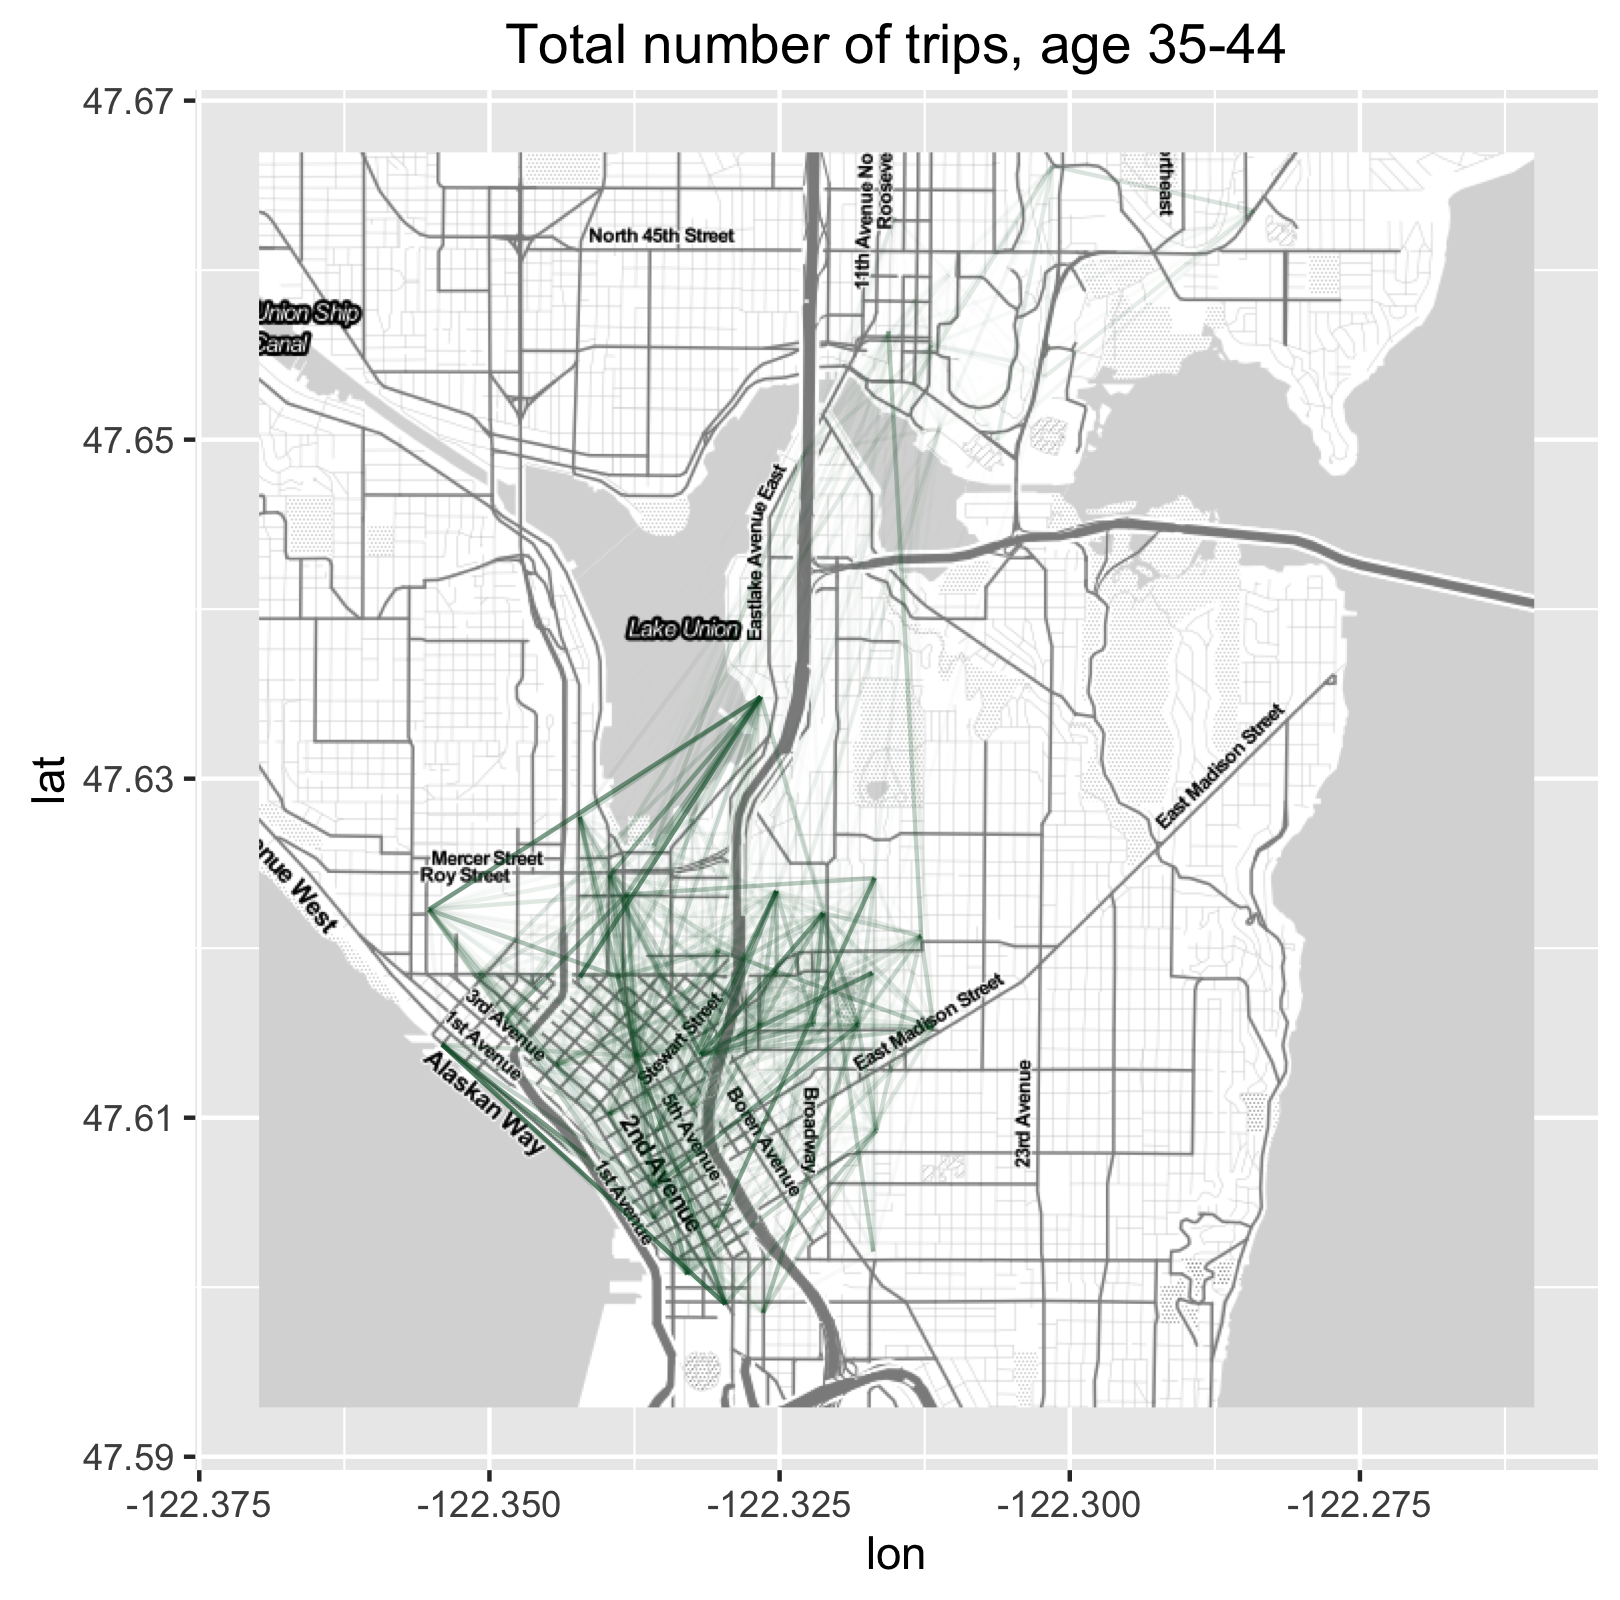 Total number of trips, age 35-44
47.67
47.65
47.63
47.61
47.59
lat
North 45th Street
11th Avenue No
Rooseve
rtheast
Union Ship
Canal
Eastlake Avenue East
Lake Union
East Madison Street
Mercer Street
Roy Street
enue West
3rd Avenue
1st Avenue
Stewart Street
East Madison Street
Alaskan Way
5th Avenue
Boren Avenue
Broadway
2nd Avenue
1st Avenue
23rd Avenue
-122.375
-122.350
-122.325
-122.300
-122.275
lon